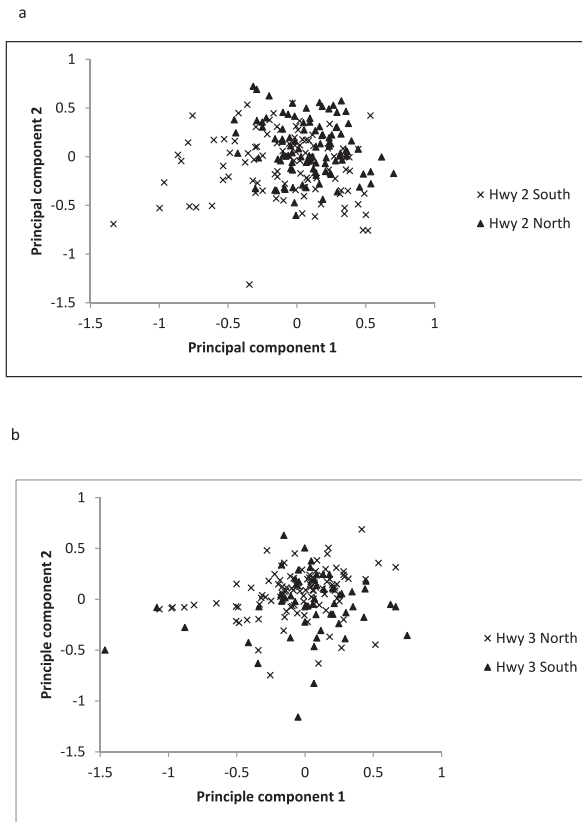 a
1
0.5
0
-0.5
-1
-1.5
Principal component 2
-1.5 -1 -0.5 0 0.5 1
Principal component 1
Hwy 2 South
Hwy 2 North
b
1
0.5
0
-0.5
-1
-1.5
Principle component 2
-1.5 -1 -0.5 0 0.5 1
Principle component 1
Hwy 3 North
Hwy 3 South